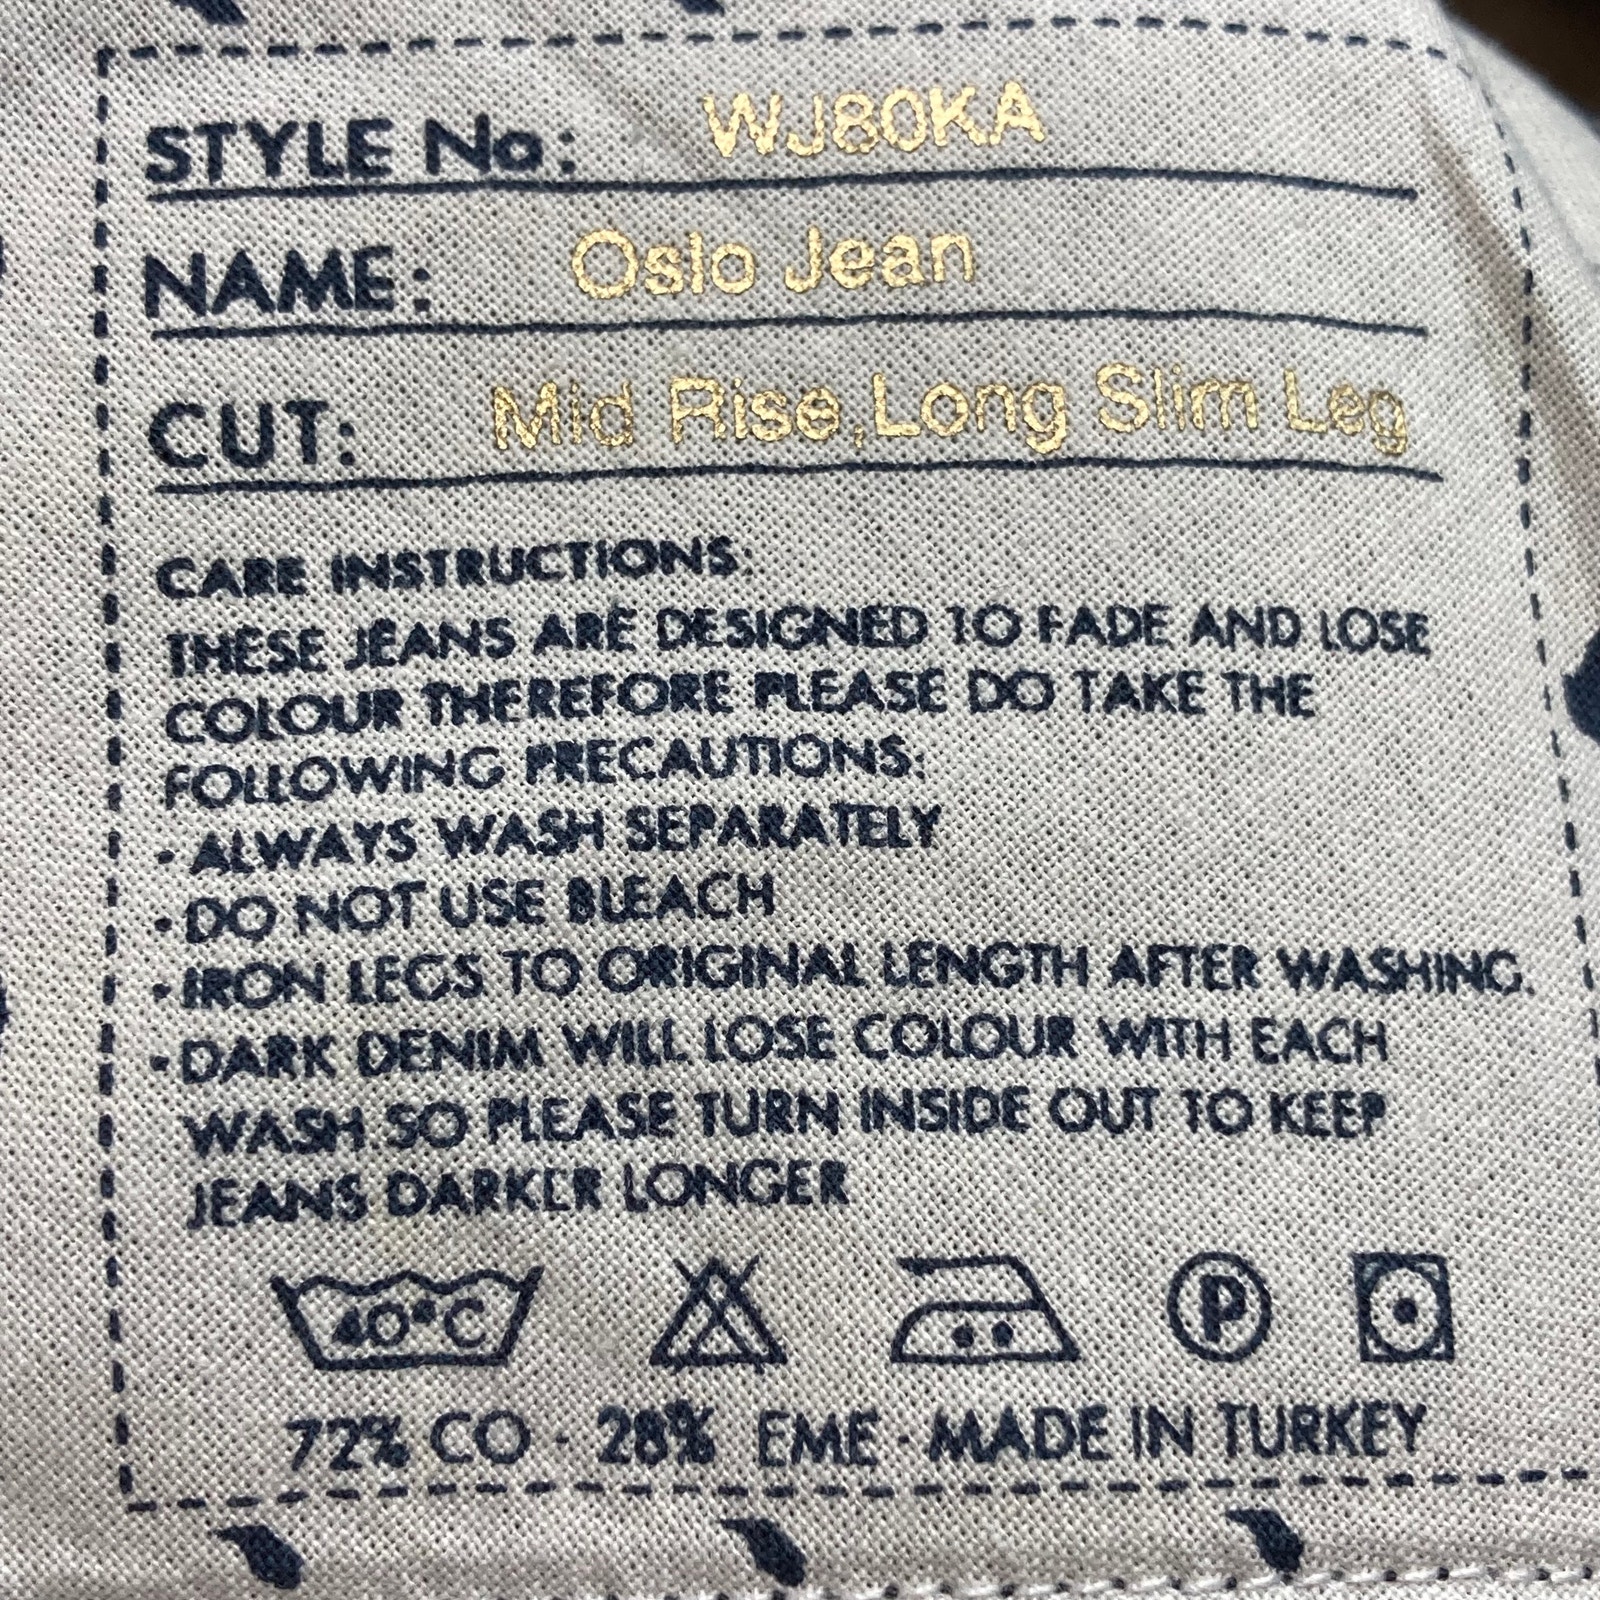 STYLE No: WJ80KA
NAME: Oslo Jean
CUT: Mid Rise,Long Slim Leg
CARE INSTRUCTIONS:
THESE JEANS ARE DESIGNED TO FADE AND LOSE
COLOUR THEREFORE PLEASE DO TAKE THE
FOLLOWING PRECAUTIONS:
• ALWAYS WASH SEPARATELY
• DO NOT USE BLEACH
• IRON LEGS TO ORIGINAL LENGTH AFTER WASHING.
• DARK DENIM WILL LOSE COLOUR WITH EACH
WASH SO PLEASE TURN INSIDE OUT TO KEEP
JEANS DARKER LONGER
40°C P
72% CO - 28% EME · MADE IN TURKEY